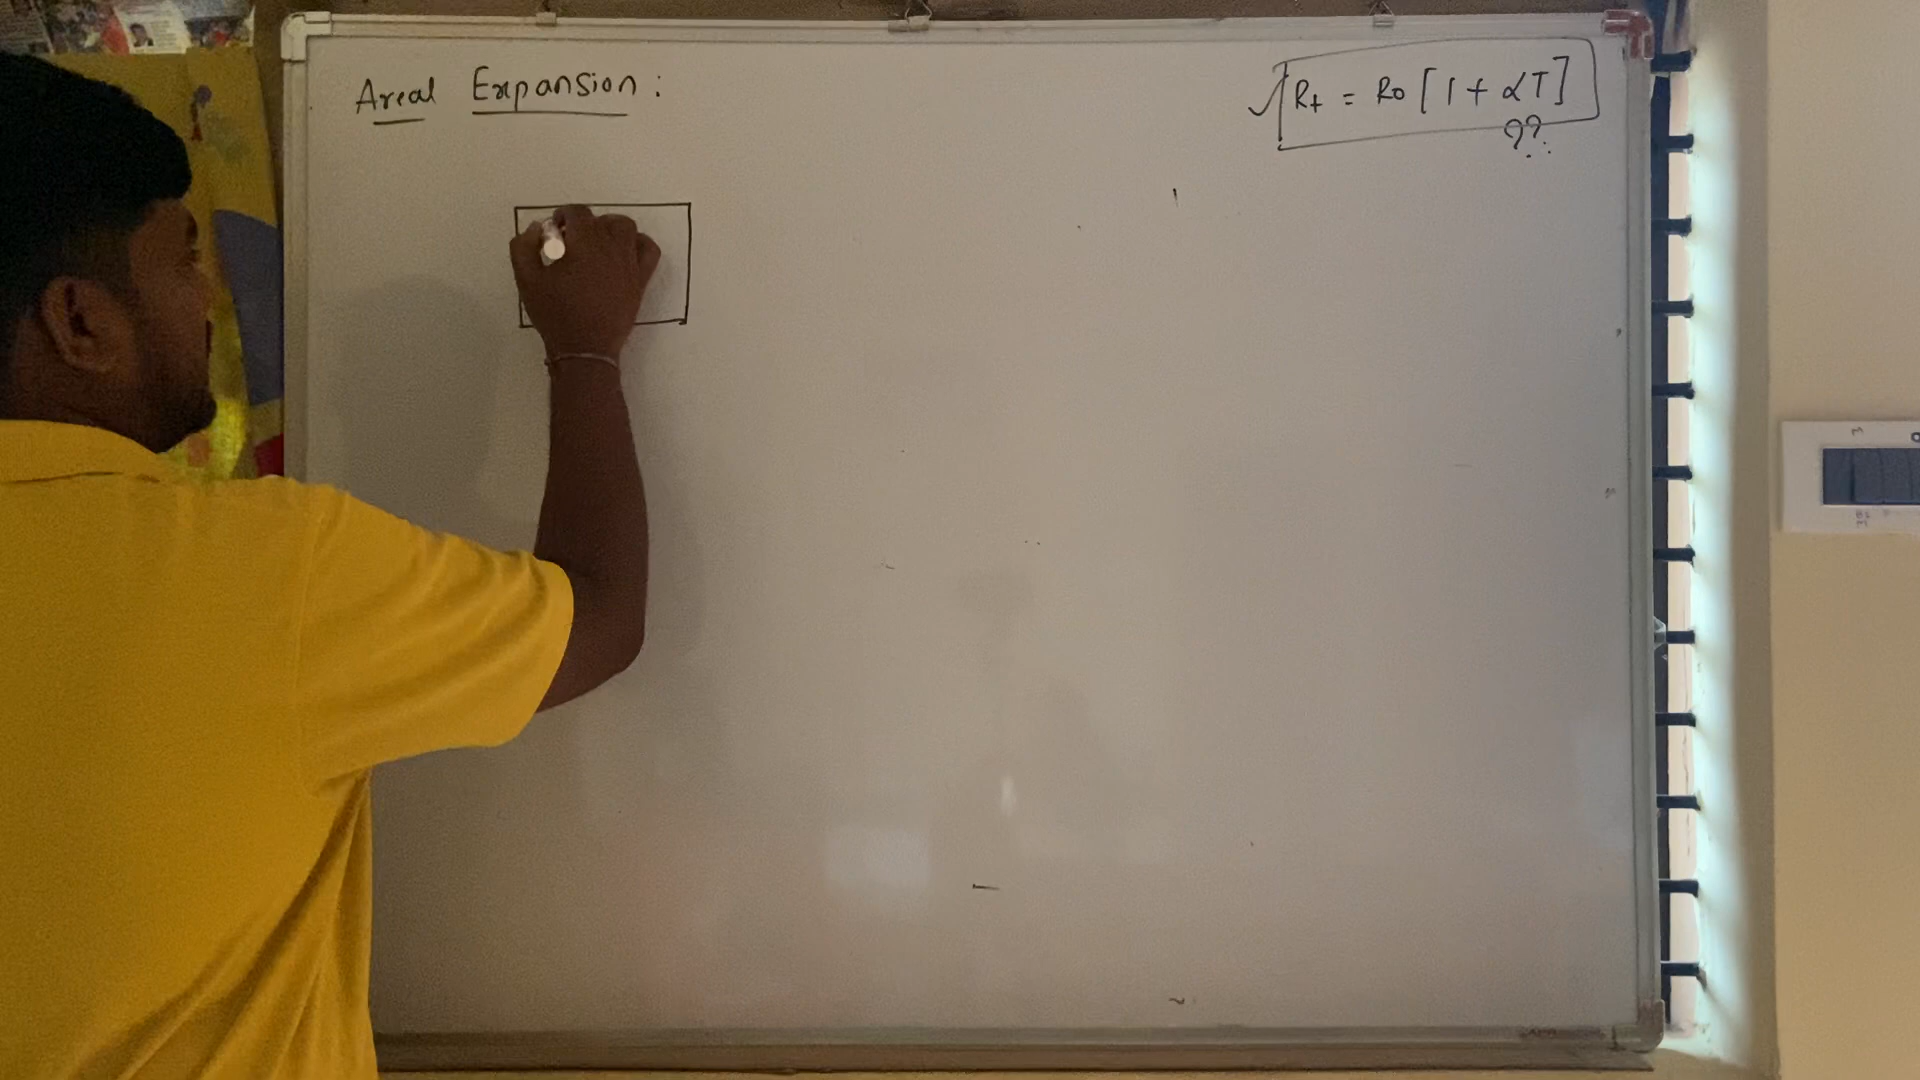 Areal Expansion :
Rt = Ro [ 1 + αT ]
??